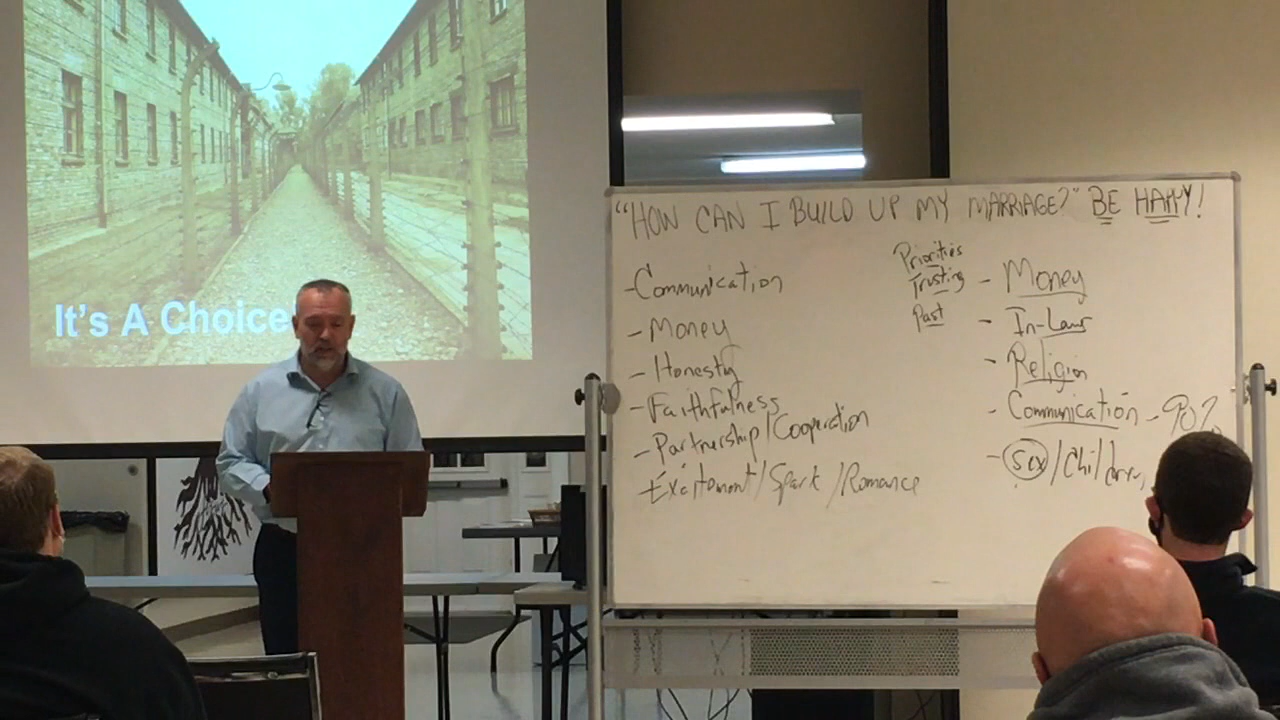 It's A Choice
"HOW CAN I BUILD UP MY MARRIAGE?" BE HAPPY!
- Communication
- Money
- Honesty
- Faithfulness
- Partnership/Cooperation
- Excitement/Spark/Romance
Priorities
Trusting
Past
- Money
- In-Laws
- Religion
- Communication - 90%
- Sex/Children